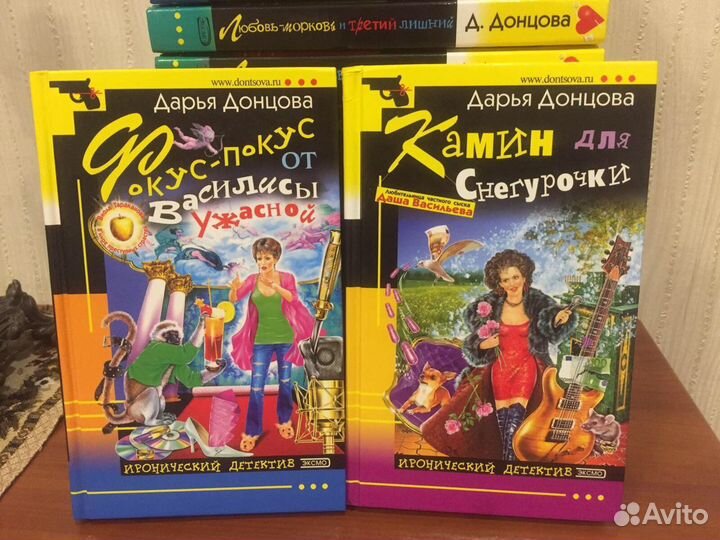 Любовь-морковь и третий лишний Д. Донцова
www.dontsova.ru
Дарья Донцова
Фокус-покус
от
Василисы
Ужасной
ИРОНИЧЕСКИЙ ДЕТЕКТИВ ЭКСМО
www.dontsova.ru
Дарья Донцова
Камин для
Снегурочки
Любительница частного сыска
Даша Васильева
ИРОНИЧЕСКИЙ ДЕТЕКТИВ ЭКСМО
Avito